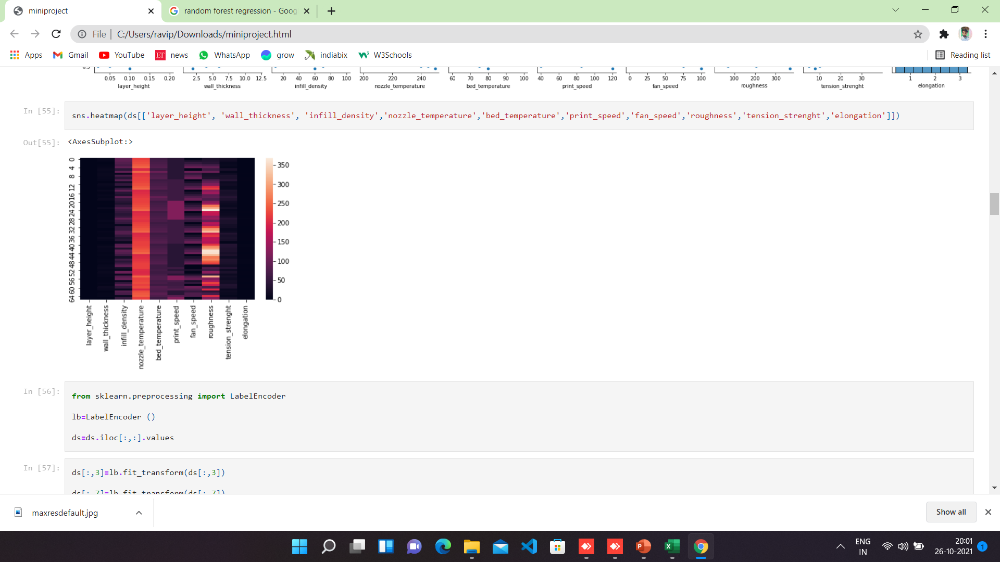 miniproject
random forest regression - Goog
File | C:/Users/ravip/Downloads/miniproject.html
Apps Gmail YouTube ET news WhatsApp grow indiabix W3Schools Reading list
0.05 0.10 0.15 0.20 2.5 5.0 7.5 10.0 12.5 20 40 60 80 100 200 220 240 60 70 80 90 100 40 60 80 100 120 0 25 50 75 100 100 200 300 10 20 30 1 2 3
layer_height wall_thickness infill_density nozzle_temperature bed_temperature print_speed fan_speed roughness tension_strenght elongation
In [55]: sns.heatmap(ds[['layer_height', 'wall_thickness', 'infill_density','nozzle_temperature','bed_temperature','print_speed','fan_speed','roughness','tension_strenght','elongation']])
Out[55]: <AxesSubplot:>
0
4
8
12
16
20
24
28
32
36
40
44
48
52
56
60
64
350
300
250
200
150
100
50
0
layer_height
wall_thickness
infill_density
nozzle_temperature
bed_temperature
print_speed
fan_speed
roughness
tension_strenght
elongation
In [56]: from sklearn.preprocessing import LabelEncoder
lb=LabelEncoder ()
ds=ds.iloc[:,:].values
In [57]: ds[:,3]=lb.fit_transform(ds[:,3])
ds[:,7]=lb.fit_transform(ds[:,7])
maxresdefault.jpg
Show all
ENG
IN
20:01
26-10-2021
1